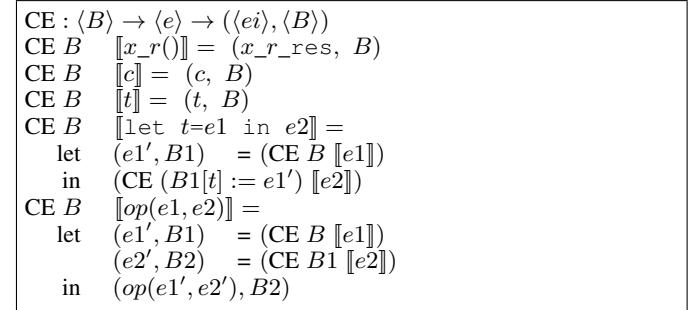 CE : ⟨B⟩ → ⟨e⟩ → (⟨ei⟩, ⟨B⟩)
CE B ⟦x_r()⟧ = (x_r_res, B)
CE B ⟦c⟧ = (c, B)
CE B ⟦t⟧ = (t, B)
CE B ⟦let t=e1 in e2⟧ =
let (e1′, B1) = (CE B ⟦e1⟧)
in (CE (B1[t] := e1′) ⟦e2⟧)
CE B ⟦op(e1, e2)⟧ =
let (e1′, B1) = (CE B ⟦e1⟧)
(e2′, B2) = (CE B1 ⟦e2⟧)
in (op(e1′, e2′), B2)